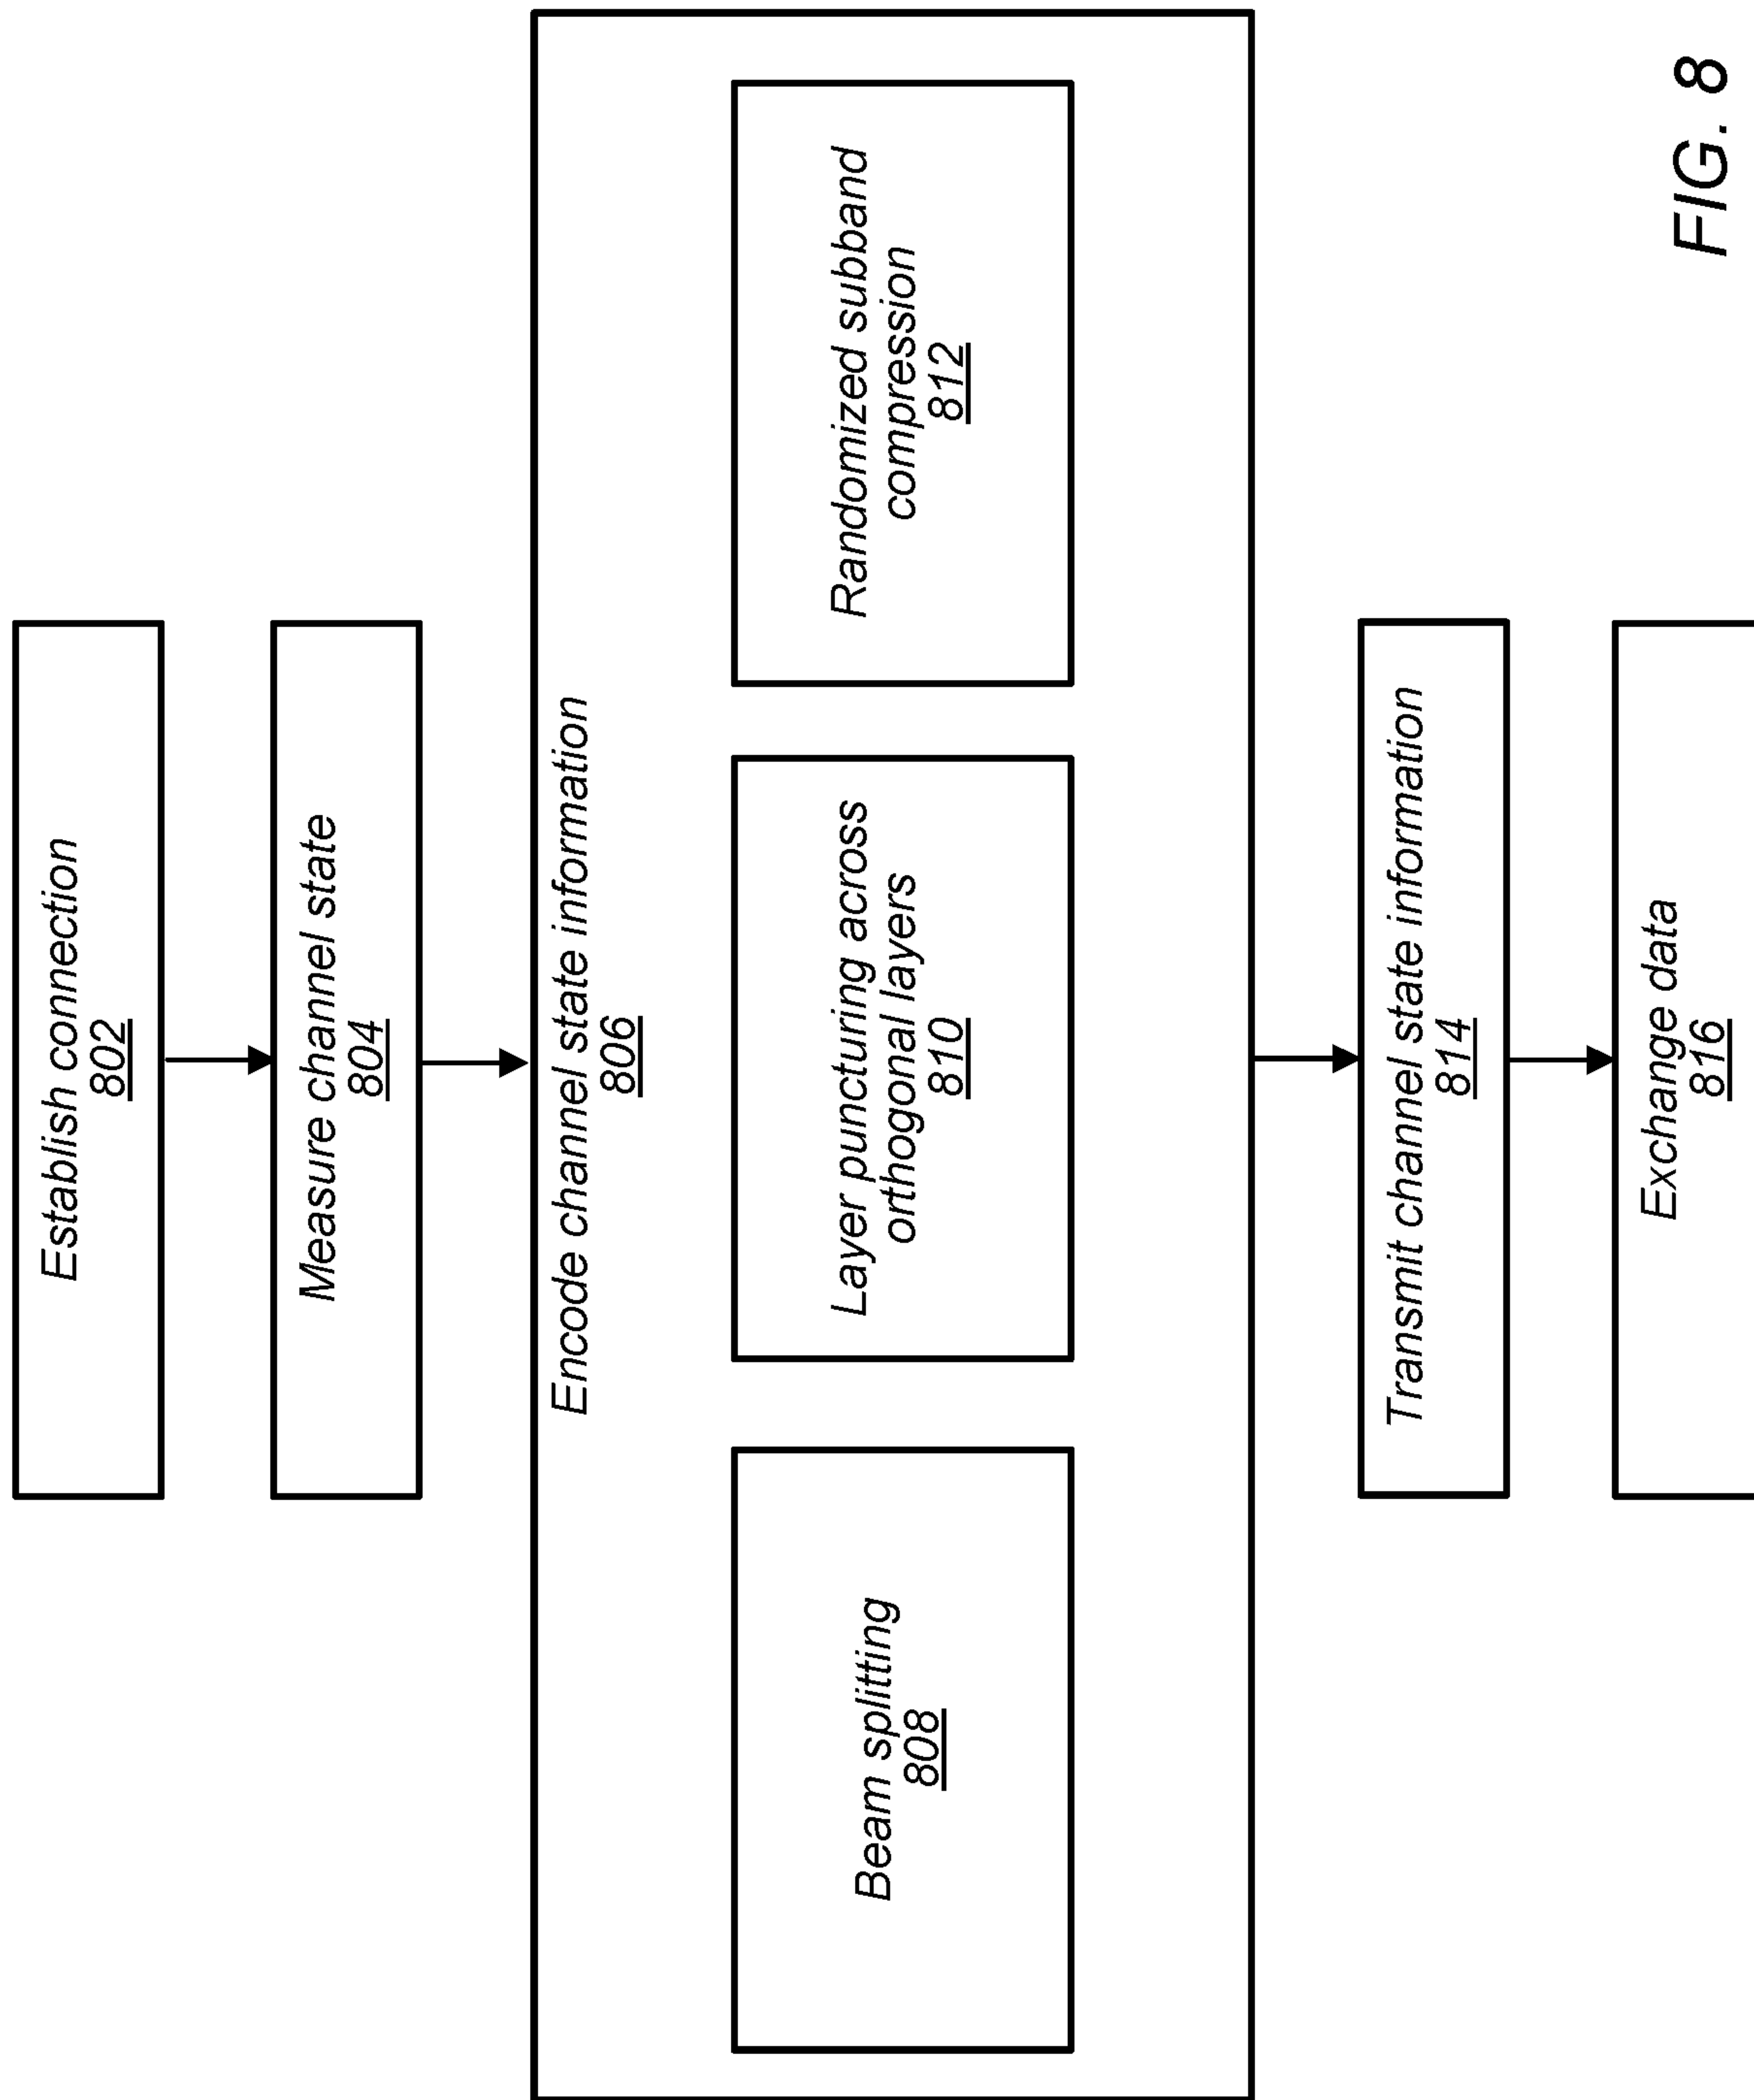 Establish connection
802
Measure channel state
804
Encode channel state information
806
Beam splitting
808
Layer puncturing across
orthogonal layers
810
Randomized subband
compression
812
Transmit channel state information
814
Exchange data
816
FIG. 8